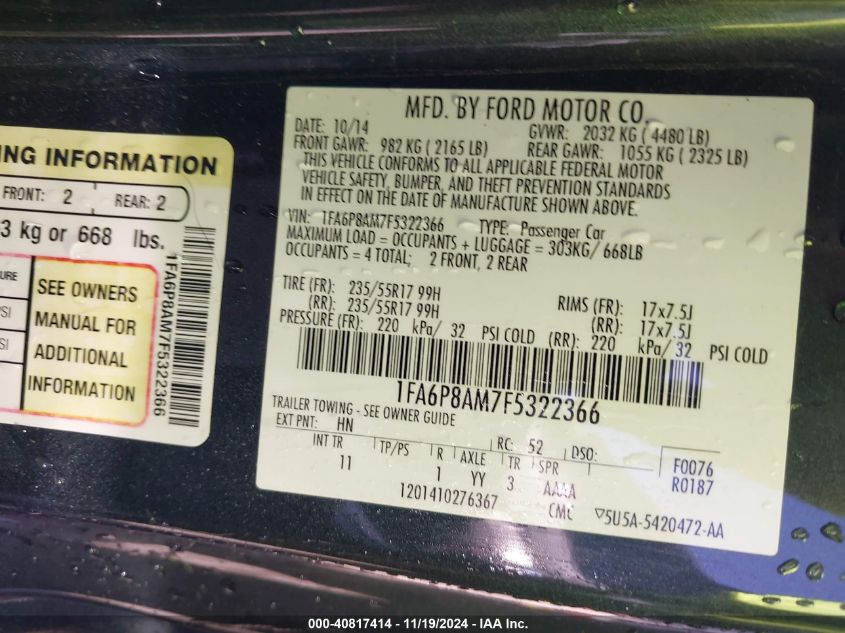 ING INFORMATION
FRONT: 2 REAR: 2
3 kg or 668 lbs.
URE
PSI
SI
SEE OWNERS
MANUAL FOR
ADDITIONAL
INFORMATION
1FA6P8AM7F5322366
MFD. BY FORD MOTOR CO.
DATE: 10/14 GVWR: 2032 KG ( 4480 LB)
FRONT GAWR: 982 KG ( 2165 LB) REAR GAWR: 1055 KG ( 2325 LB)
THIS VEHICLE CONFORMS TO ALL APPLICABLE FEDERAL MOTOR
VEHICLE SAFETY, BUMPER, AND THEFT PREVENTION STANDARDS
IN EFFECT ON THE DATE OF MANUFACTURE SHOWN ABOVE.
VIN: 1FA6P8AM7F5322366 TYPE: Passenger Car
MAXIMUM LOAD = OCCUPANTS + LUGGAGE = 303KG/ 668LB
OCCUPANTS = 4 TOTAL; 2 FRONT, 2 REAR
TIRE (FR): 235/55R17 99H RIMS (FR): 17x7.5J
(RR): 235/55R17 99H (RR): 17x7.5J
PRESSURE (FR): 220 kPa/ 32 PSI COLD (RR): 220 kPa/ 32 PSI COLD
1FA6P8AM7F5322366
TRAILER TOWING - SEE OWNER GUIDE
EXT PNT: HN RC: 52 DSO:
INT TR TP/PS R AXLE TR SPR F0076
11 1 YY 3 AAAA R0187
1201410276367 CMC ▽5U5A-5420472-AA
000-40817414 - 11/19/2024 - IAA Inc.